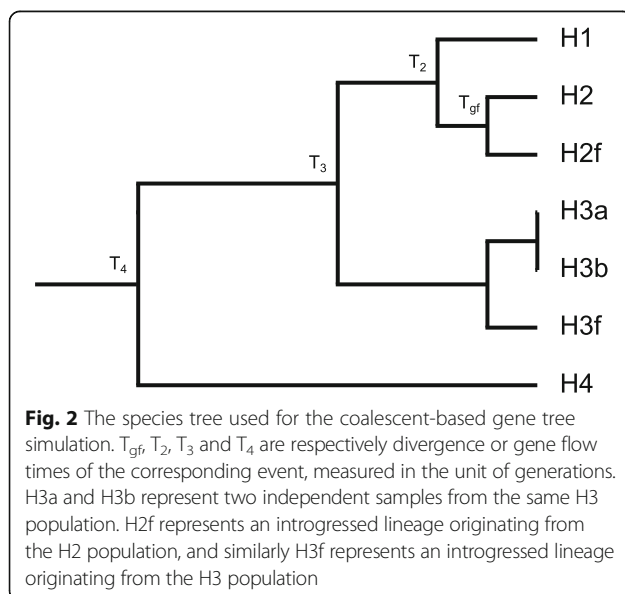 H1
T2
H2
Tgf
H2f
T3
H3a
H3b
T4
H3f
H4
Fig. 2 The species tree used for the coalescent-based gene tree
simulation. Tgf, T2, T3 and T4 are respectively divergence or gene flow
times of the corresponding event, measured in the unit of generations.
H3a and H3b represent two independent samples from the same H3
population. H2f represents an introgressed lineage originating from
the H2 population, and similarly H3f represents an introgressed lineage
originating from the H3 population